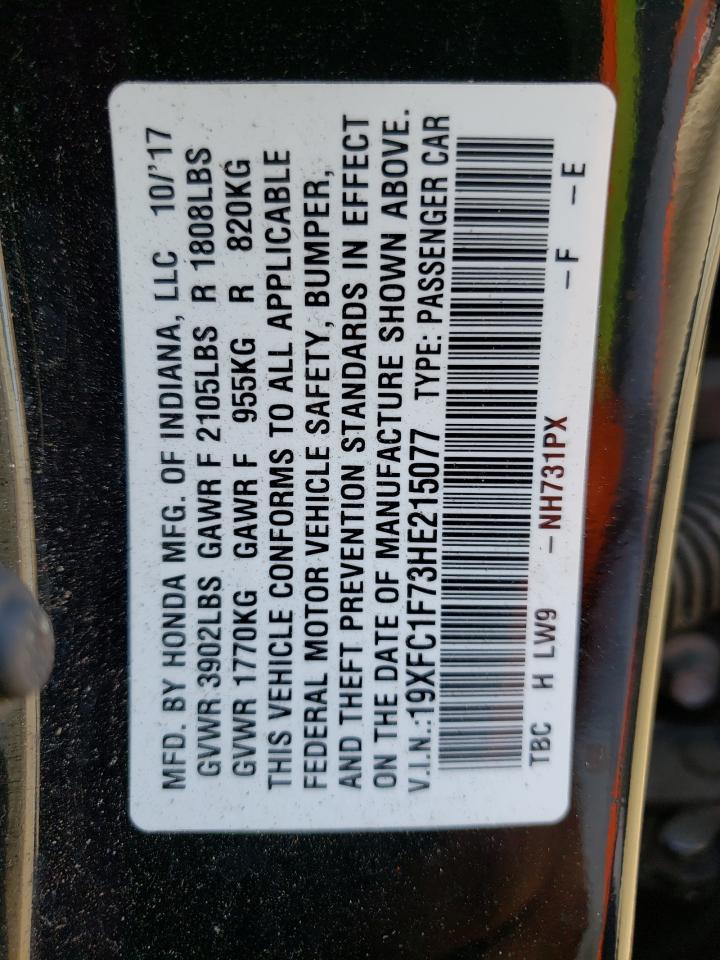 MFD. BY HONDA MFG. OF INDIANA, LLC 10/'17
GVWR 3902LBS GAWR F 2105LBS R 1808LBS
GVWR 1770KG GAWR F 955KG R 820KG
THIS VEHICLE CONFORMS TO ALL APPLICABLE
FEDERAL MOTOR VEHICLE SAFETY, BUMPER,
AND THEFT PREVENTION STANDARDS IN EFFECT
ON THE DATE OF MANUFACTURE SHOWN ABOVE.
V.I.N.:19XFC1F73HE215077 TYPE: PASSENGER CAR
TBC H LW9 -NH731PX -F -E